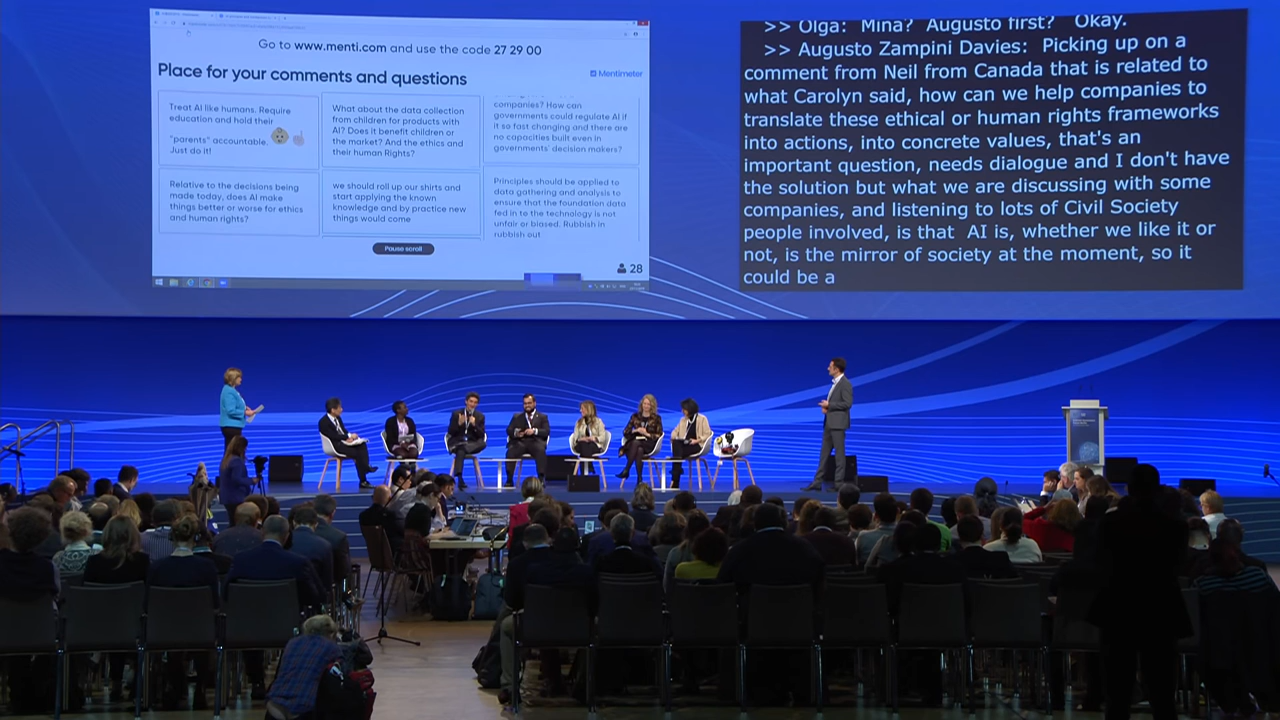 Go to www.menti.com and use the code 27 29 00
Place for your comments and questions
Mentimeter
Treat AI like humans. Require
education and hold their
"parents" accountable.
Just do it!
What about the data collection
from children for products with
AI? Does it benefit children or
the market? And the ethics and
their human Rights?
companies? How can
governments could regulate AI if
it so fast changing and there are
no capacities built even in
governments' decision makers?
Relative to the decisions being
made today, does AI make
things better or worse for ethics
and human rights?
we should roll up our shirts and
start applying the known
knowledge and by practice new
things would come
Principles should be applied to
data gathering and analysis to
ensure that the foundation data
fed in to the technology is not
unfair or biased. Rubbish in
rubbish out
Pause scroll
28
>> Olga: Mina? Augusto first? Okay.
>> Augusto Zampini Davies: Picking up on a
comment from Neil from Canada that is related to
what Carolyn said, how can we help companies to
translate these ethical or human rights frameworks
into actions, into concrete values, that's an
important question, needs dialogue and I don't have
the solution but what we are discussing with some
companies, and listening to lots of Civil Society
people involved, is that AI is, whether we like it or
not, is the mirror of society at the moment, so it
could be a